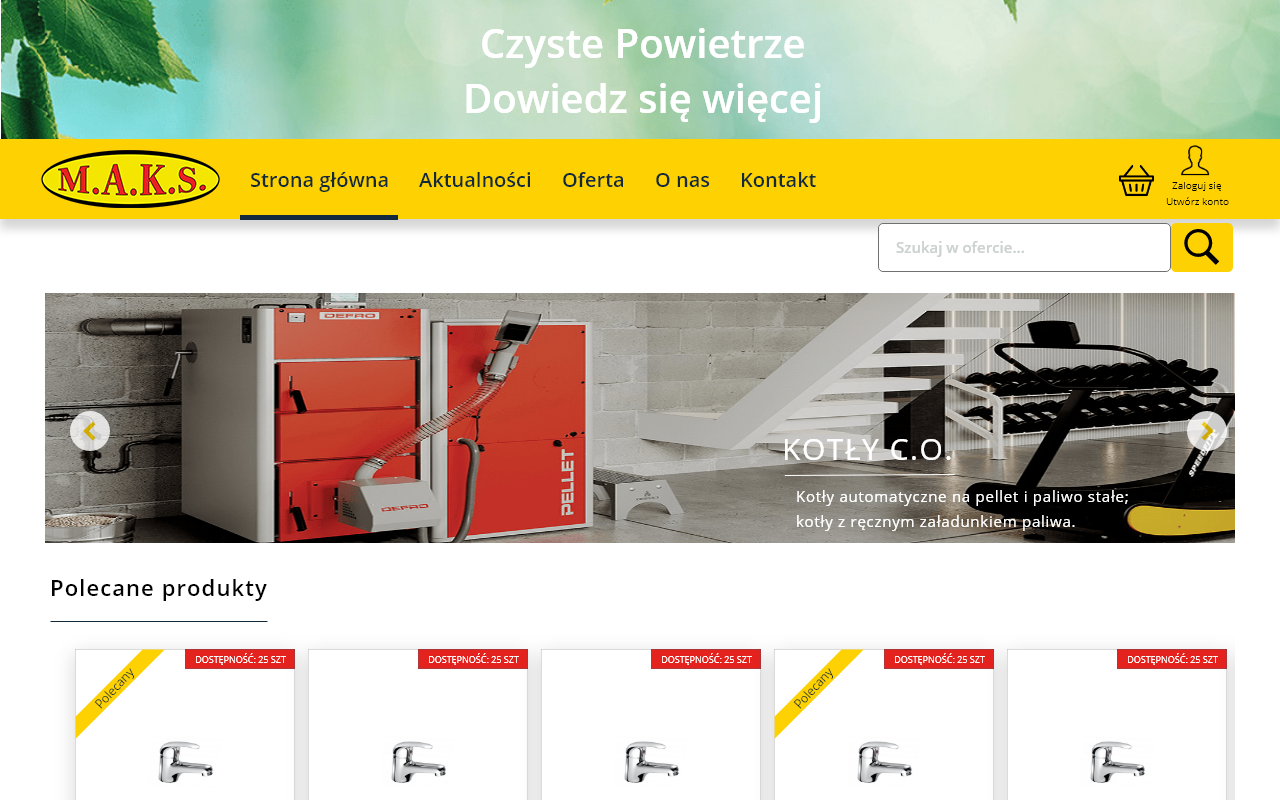 Czyste Powietrze
Dowiedz się więcej
M.A.K.S.
Strona główna
Aktualności
Oferta
O nas
Kontakt
Zaloguj się
Utwórz konto
Szukaj w ofercie...
DEFRO
PELLET
DEFRO
SPEEDFIT
KOTŁY C.O.
Kotły automatyczne na pellet i paliwo stałe;
kotły z ręcznym załadunkiem paliwa.
Polecane produkty
Polecany
DOSTĘPNOŚĆ: 25 SZT
DOSTĘPNOŚĆ: 25 SZT
DOSTĘPNOŚĆ: 25 SZT
Polecany
DOSTĘPNOŚĆ: 25 SZT
DOSTĘPNOŚĆ: 25 SZT